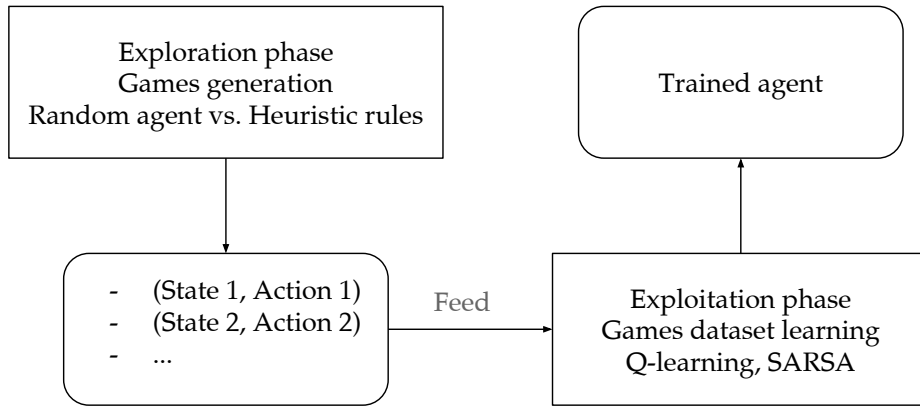 Exploration phase
Games generation
Random agent vs. Heuristic rules
Trained agent
- (State 1, Action 1)
- (State 2, Action 2)
- ...
Feed
Exploitation phase
Games dataset learning
Q-learning, SARSA